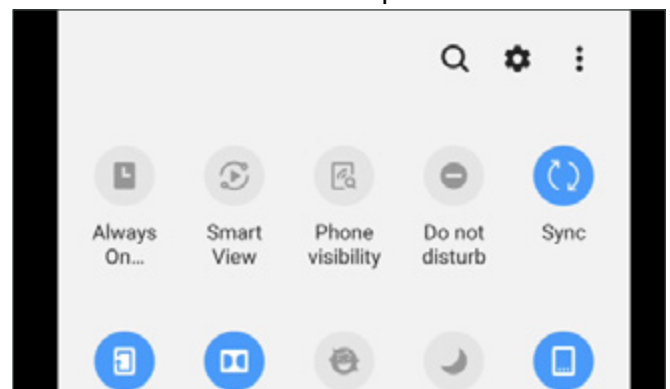 Always
On...
Smart
View
Phone
visibility
Do not
disturb
Sync